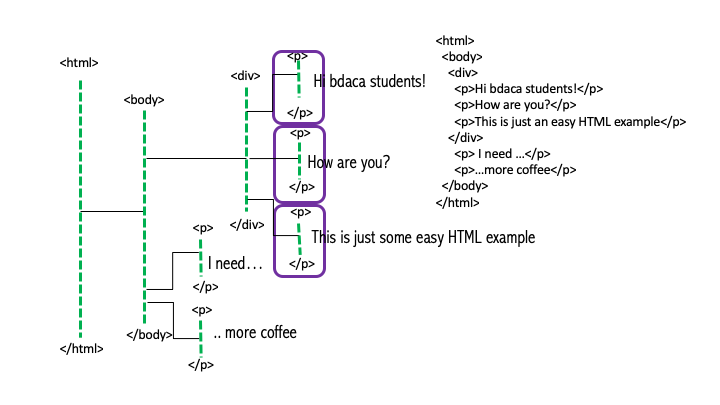 <html>
<body>
<div>
<p>
Hi bdaca students!
</p>
<p>
How are you?
</p>
<p>
This is just some easy HTML example
</p>
</div>
<p>
I need...
</p>
<p>
.. more coffee
</p>
</body>
</html>
<html>
<body>
<div>
<p>Hi bdaca students!</p>
<p>How are you?</p>
<p>This is just an easy HTML example</p>
</div>
<p> I need ...</p>
<p>...more coffee</p>
</body>
</html>